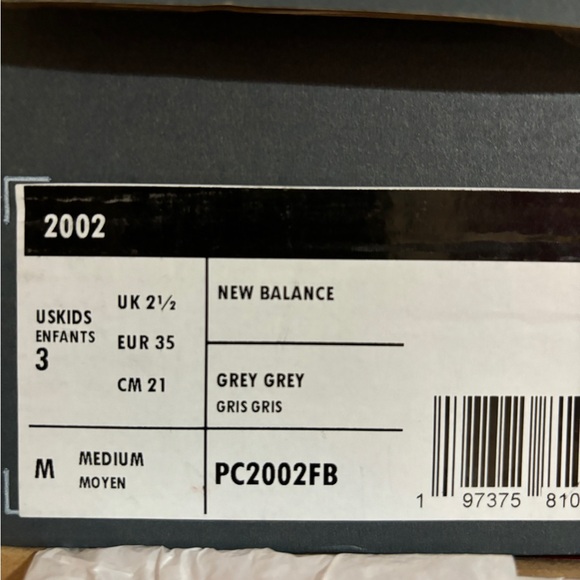 2002
USKIDS
ENFANTS
3
UK 2½
EUR 35
CM 21
NEW BALANCE
GREY GREY
GRIS GRIS
M
MEDIUM
MOYEN
PC2002FB
1 97375 810